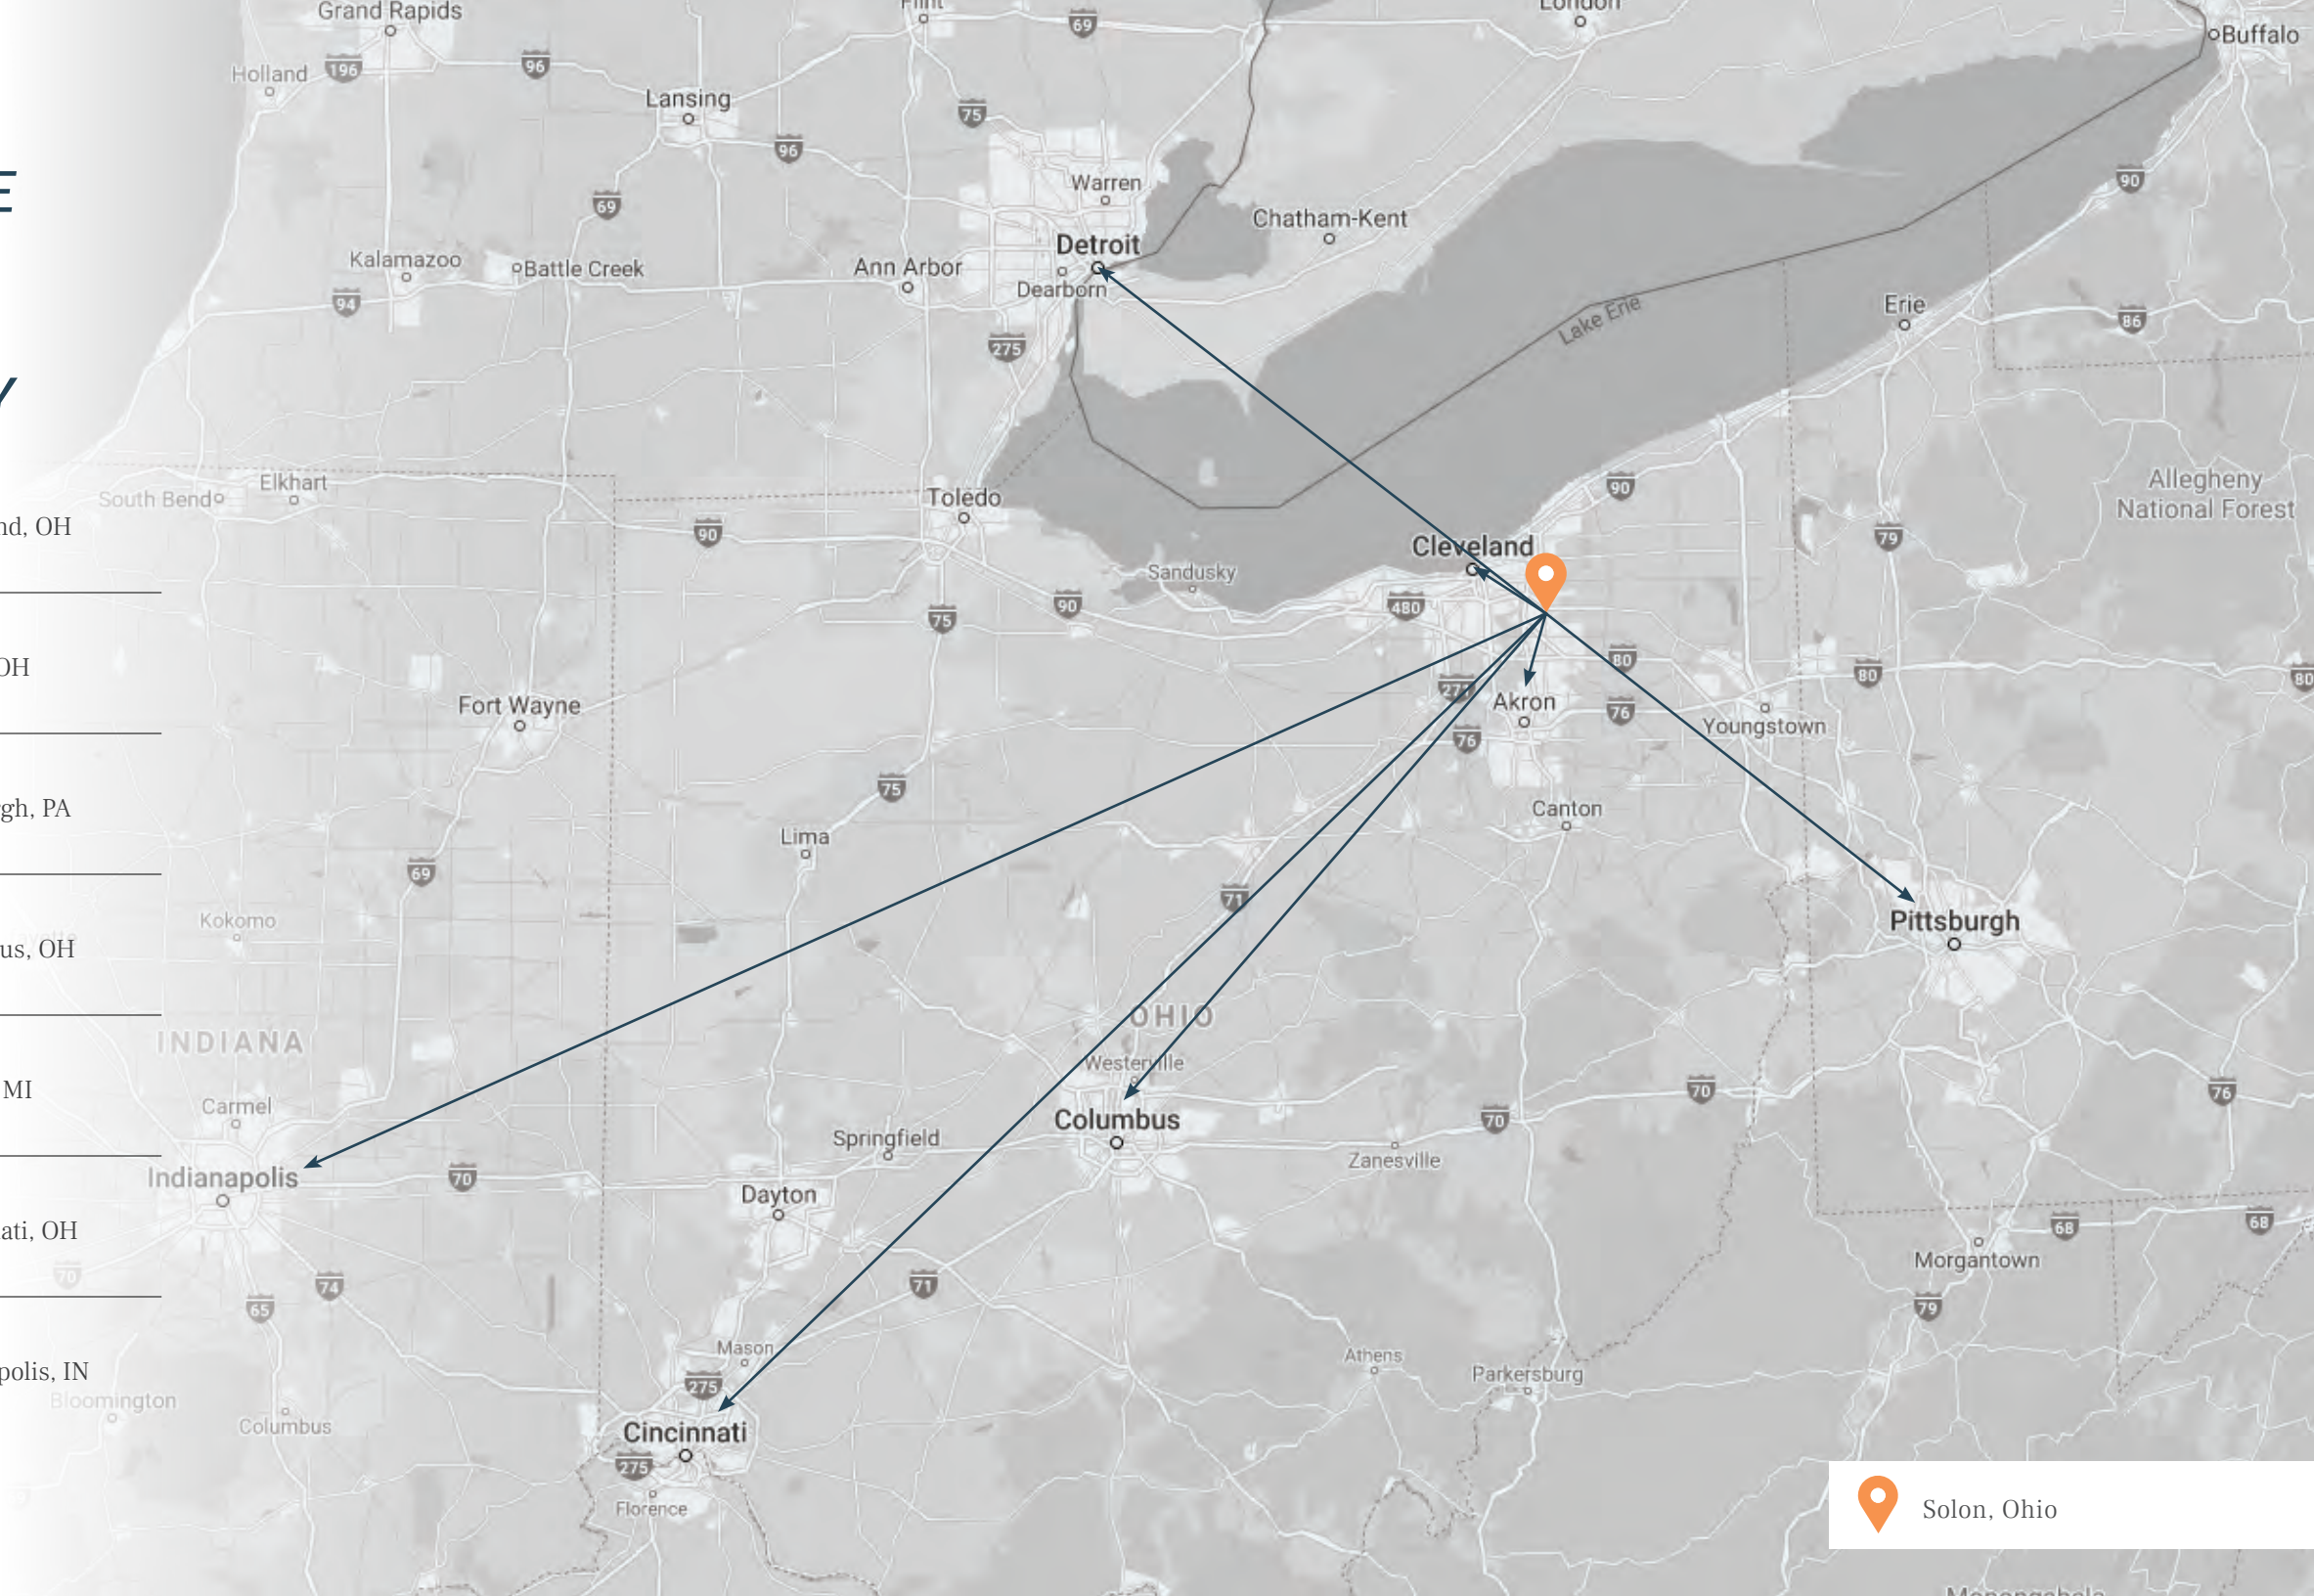 E
Y
nd, OH
OH
gh, PA
us, OH
MI
ati, OH
polis, IN
Grand Rapids
Flint
69
London
Buffalo
Holland
196
96
Lansing
75
96
Warren
90
69
Chatham-Kent
Detroit
Kalamazoo
Battle Creek
Ann Arbor
Dearborn
94
275
Lake Erie
Erie
86
South Bend
Elkhart
Toledo
90
90
Allegheny
National Forest
79
Cleveland
Sandusky
90
480
75
80
80
80
271
Akron
76
76
Youngstown
Fort Wayne
75
Canton
Lima
69
71
Kokomo
Pittsburgh
OHIO
INDIANA
Westerville
Carmel
Columbus
70
70
76
Springfield
Zanesville
Indianapolis
70
Dayton
68
68
Morgantown
70
74
65
71
79
Mason
Athens
Parkersburg
275
Bloomington
Columbus
Cincinnati
275
Florence
Solon, Ohio